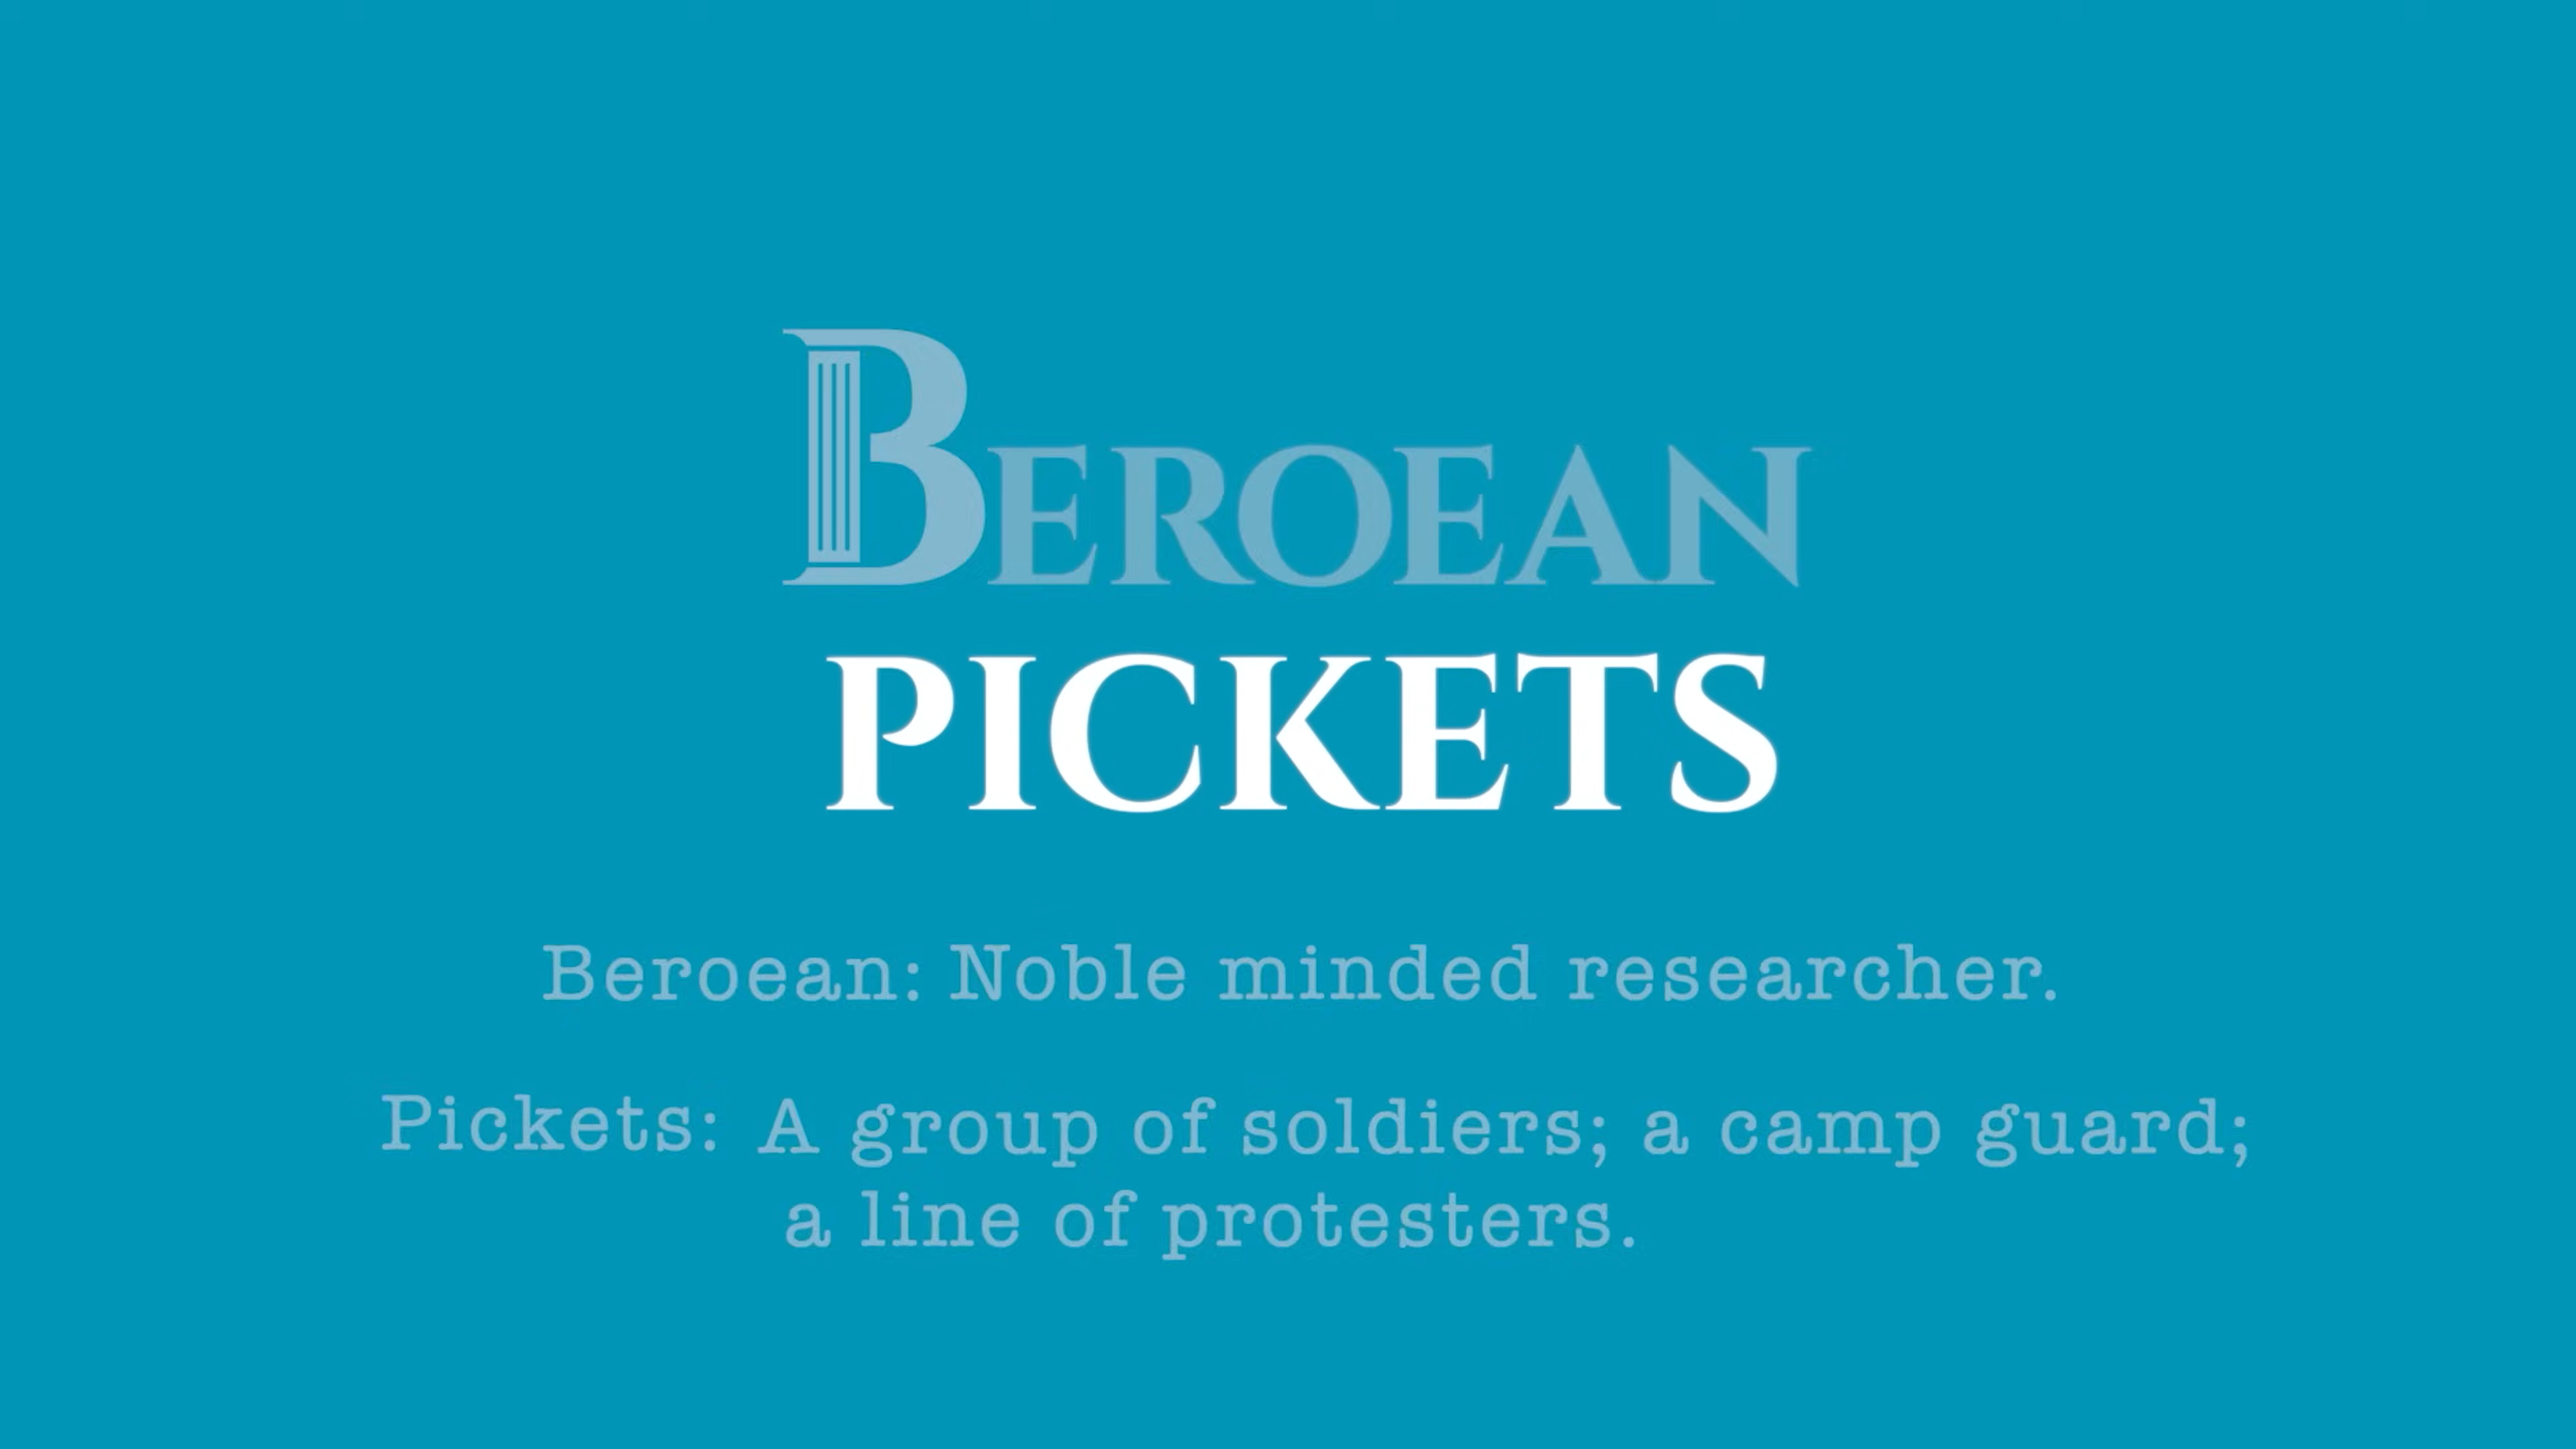 BEROEAN
PICKETS
Beroean: Noble minded researcher.
Pickets: A group of soldiers; a camp guard;
a line of protesters.